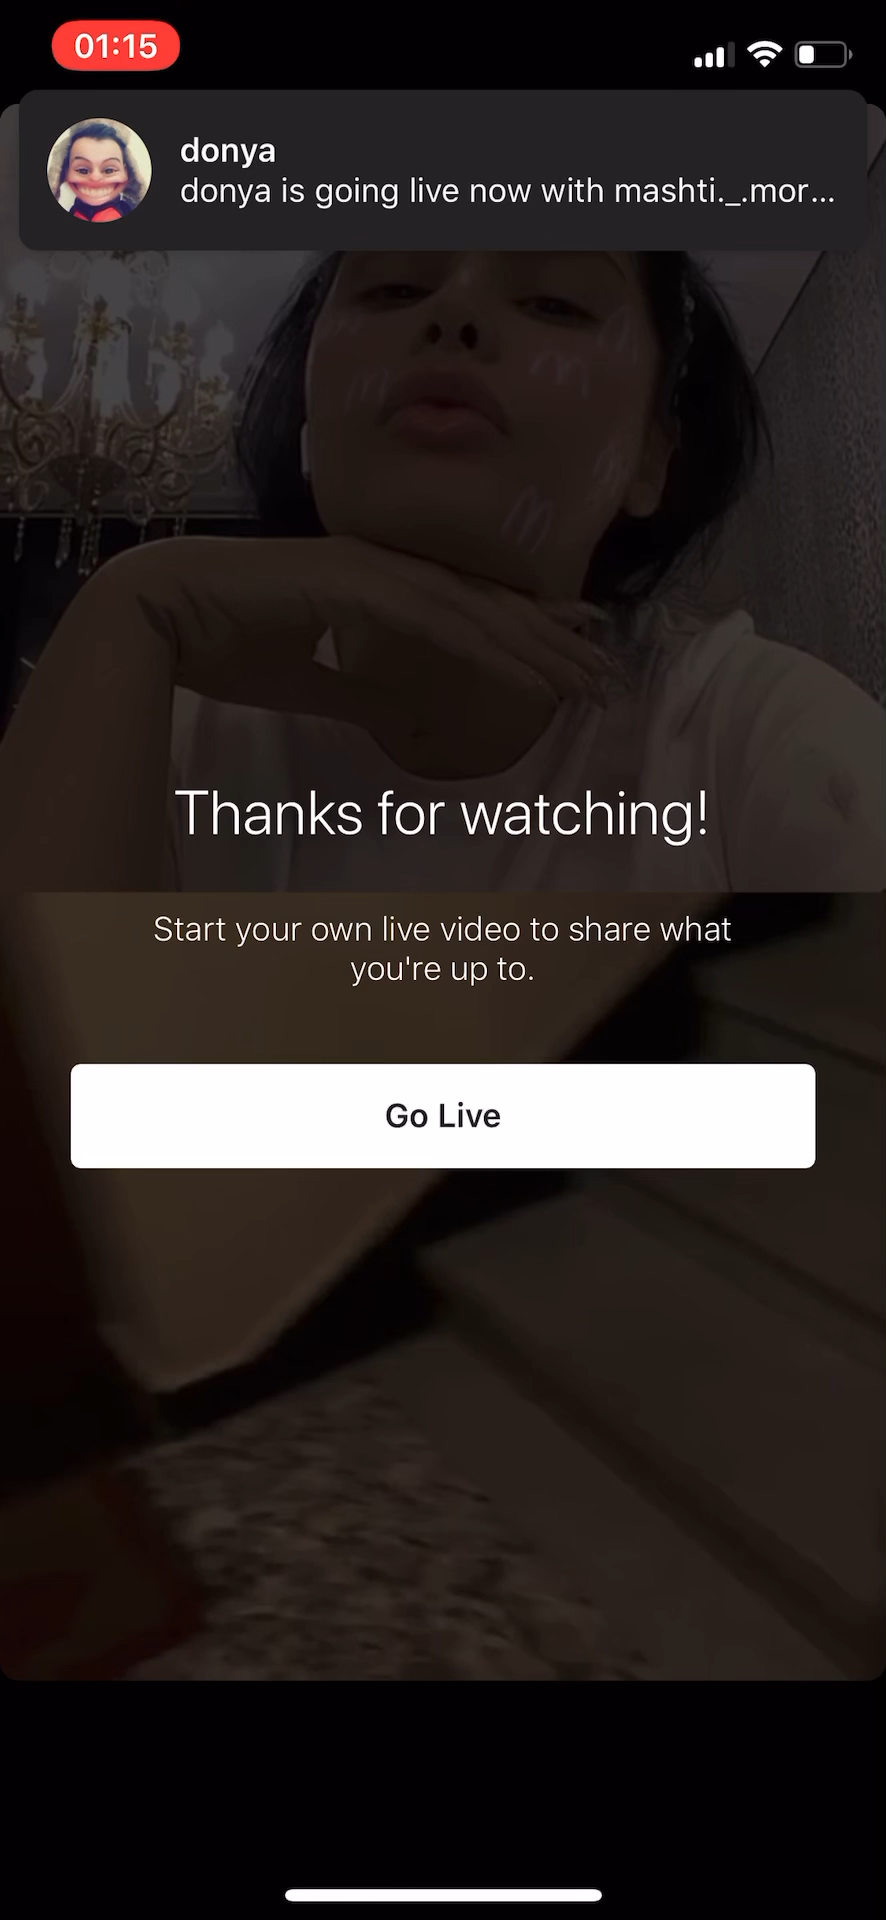 01:15
donya
donya is going live now with mashti._.mor...
Thanks for watching!
Start your own live video to share what
you're up to.
Go Live